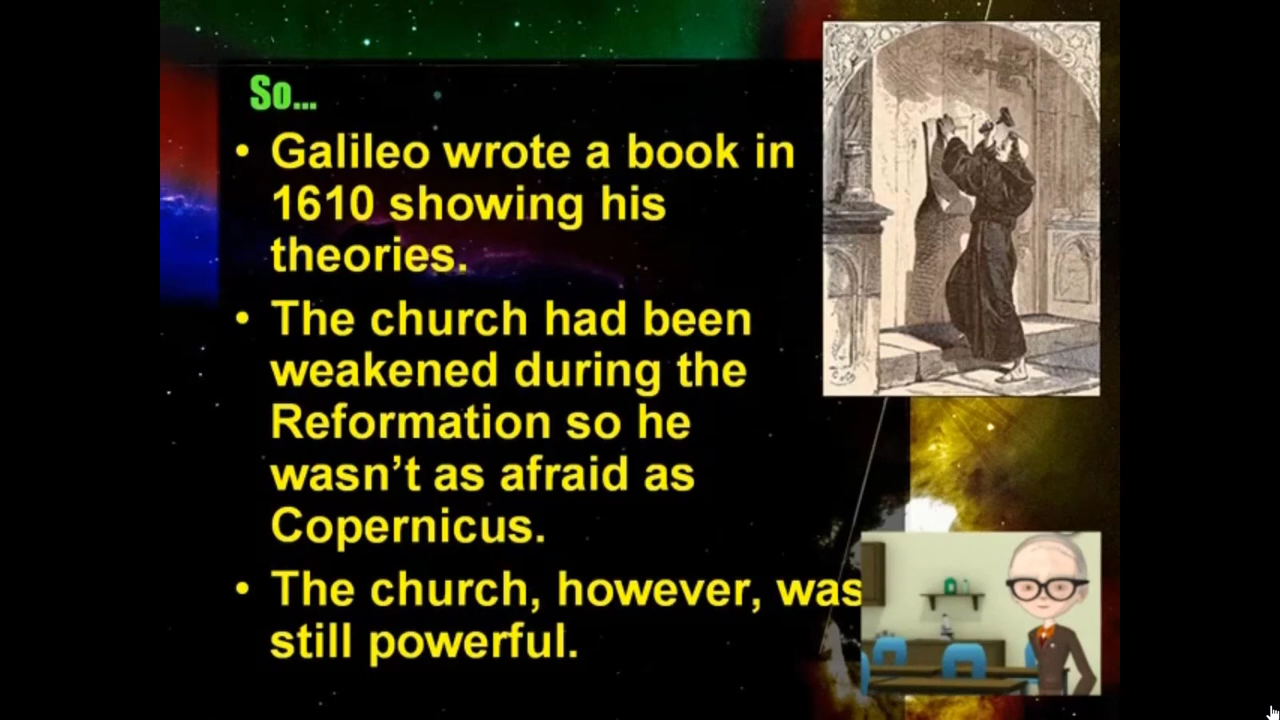 So...
• Galileo wrote a book in
1610 showing his
theories.
• The church had been
weakened during the
Reformation so he
wasn’t as afraid as
Copernicus.
• The church, however, was
still powerful.